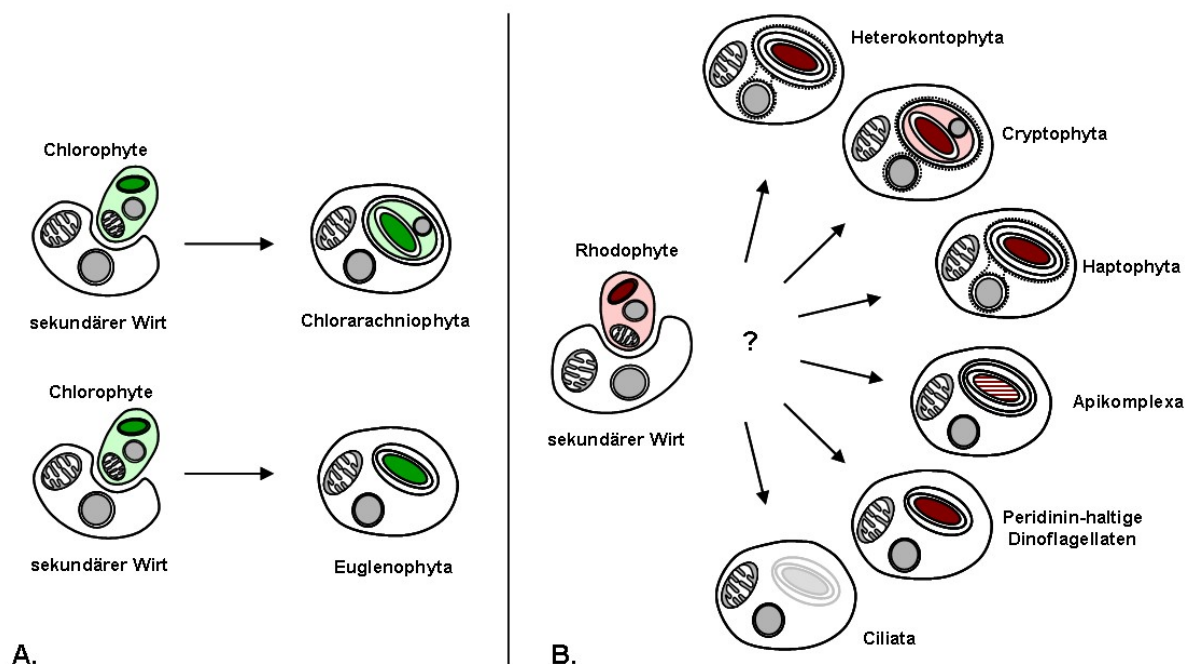 Chlorophyte
sekundärer Wirt
Chlorarachniophyta
Chlorophyte
sekundärer Wirt
Euglenophyta
A.
Heterokontophyta
Cryptophyta
Rhodophyte
Haptophyta
?
sekundärer Wirt
Apikomplexa
Peridinin-haltige
Dinoflagellaten
Ciliata
B.